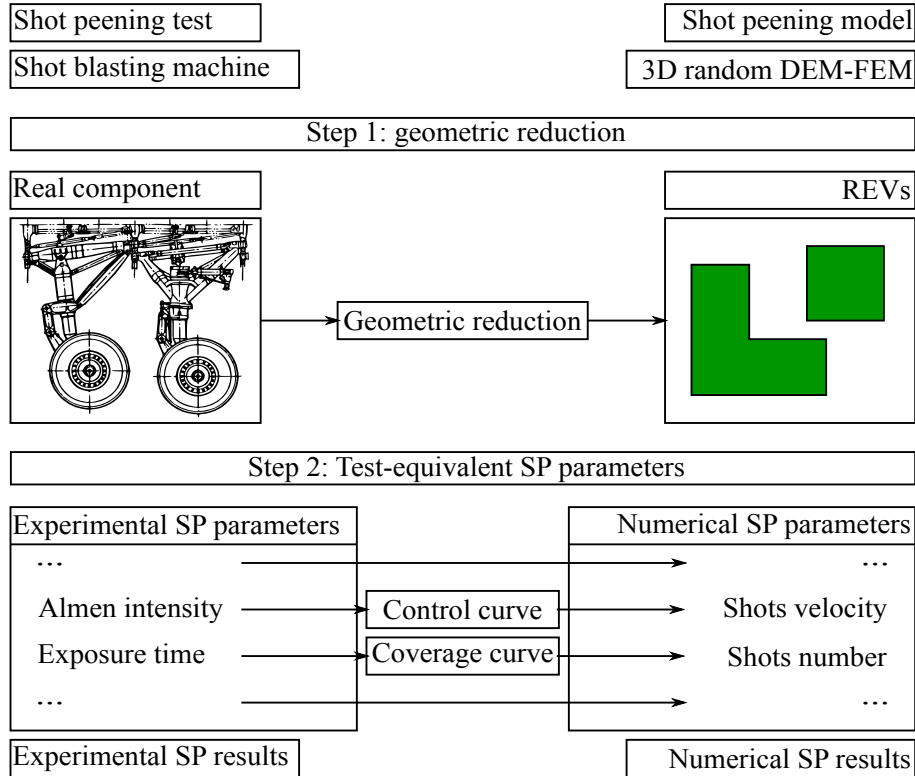 Shot peening test
Shot peening model
Shot blasting machine
3D random DEM-FEM
Step 1: geometric reduction
Real component
REVs
Geometric reduction
Step 2: Test-equivalent SP parameters
Experimental SP parameters
Numerical SP parameters
...
...
Almen intensity
Control curve
Shots velocity
Exposure time
Coverage curve
Shots number
...
...
Experimental SP results
Numerical SP results